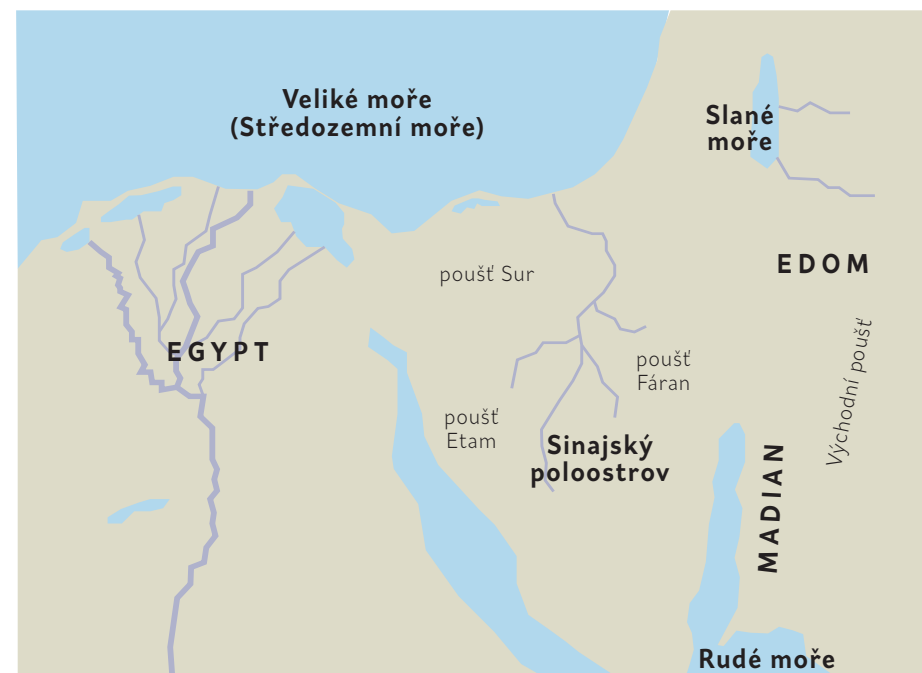 Veliké moře
(Středozemní moře)
Slané
moře
EDOM
poušť Sur
Východní poušť
EGYPT
poušť
Fáran
poušť
Etam
Sinajský
poloostrov
MADIAN
Rudé moře